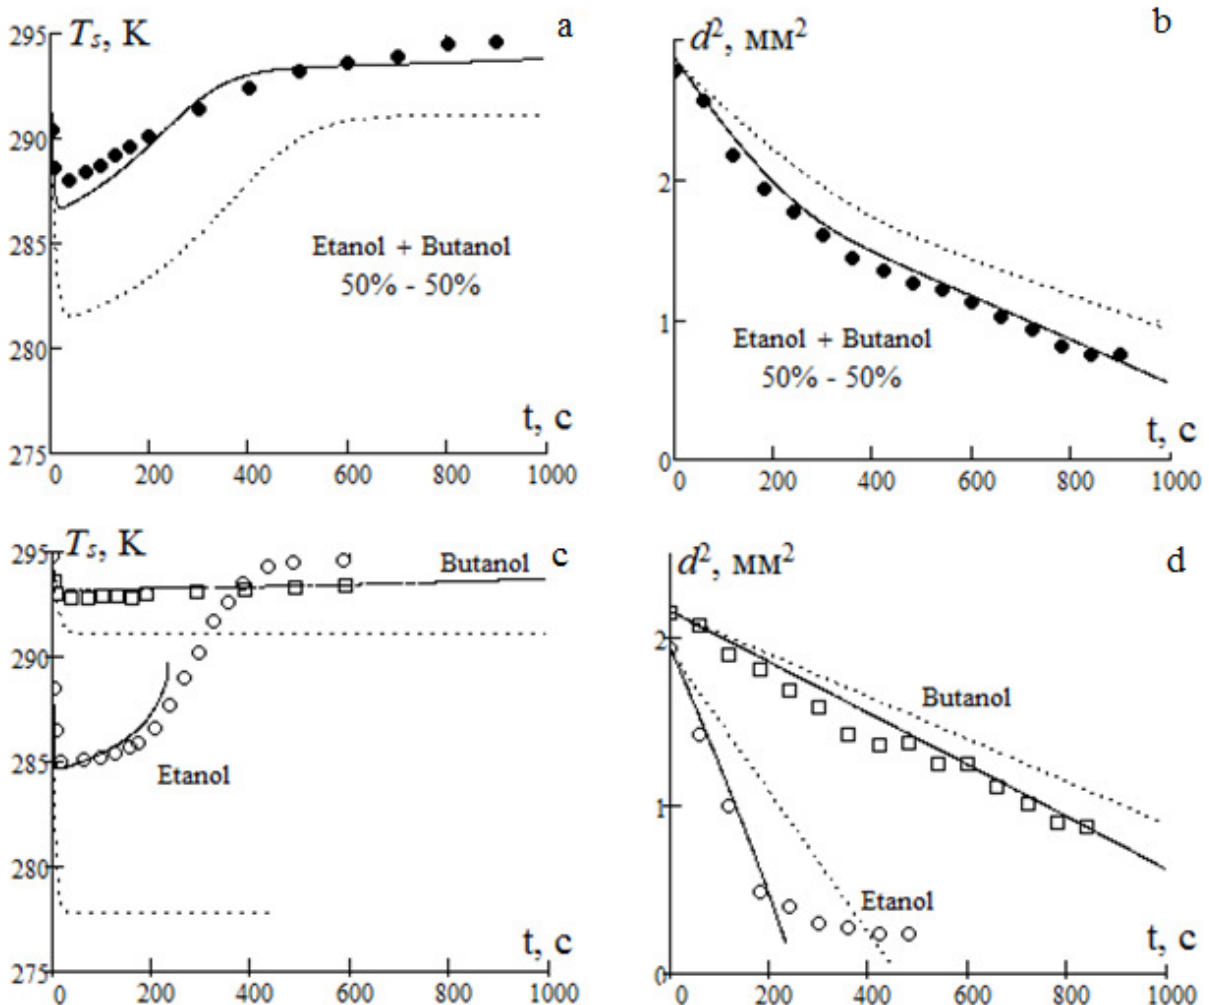 Tₛ, K
a
295
290
285
280
275
Etanol + Butanol
50% - 50%
t, c
0 200 400 600 800 1000
d², мм²
b
2
1
0
Etanol + Butanol
50% - 50%
t, c
0 200 400 600 800 1000
Tₛ, K
c
295
290
285
280
275
Butanol
Etanol
t, c
0 200 400 600 800 1000
d², мм²
d
2
1
0
Butanol
Etanol
t, c
0 200 400 600 800 1000